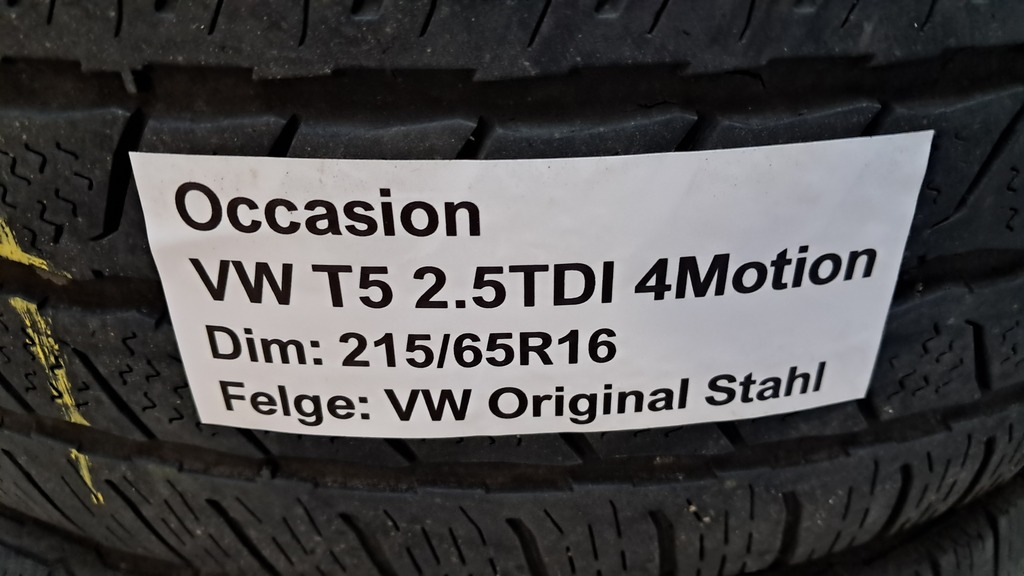 Occasion
VW T5 2.5TDI 4Motion
Dim: 215/65R16
Felge: VW Original Stahl